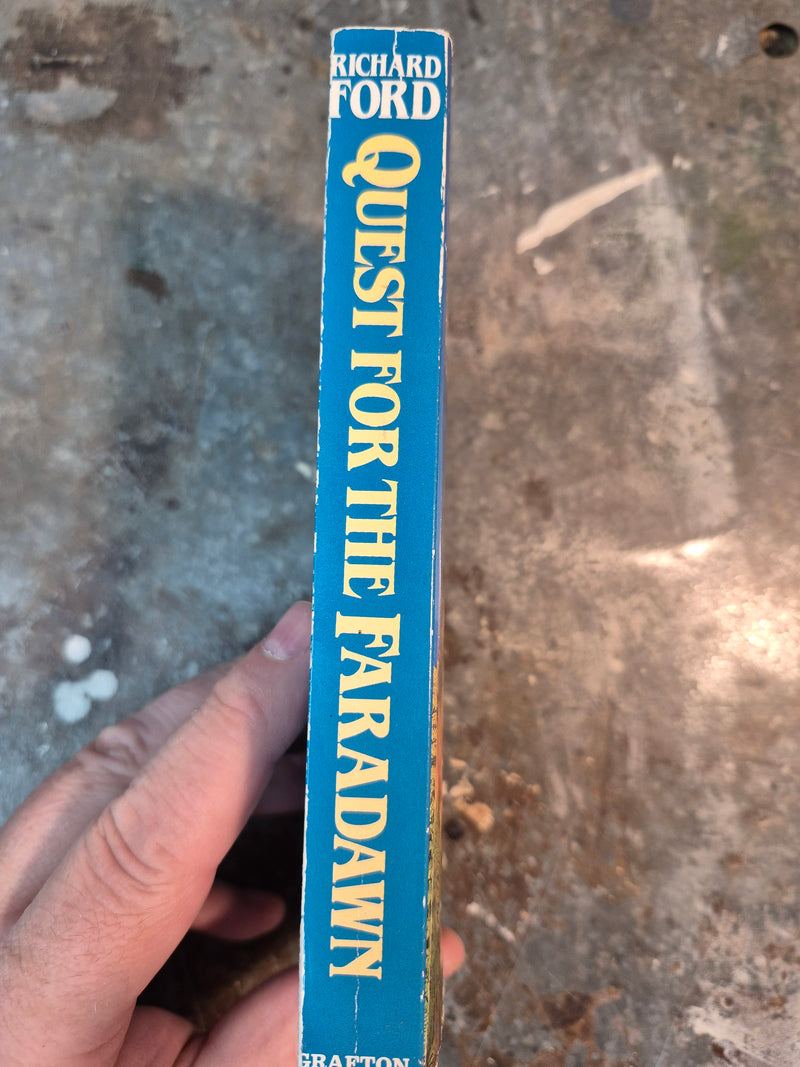 RICHARD
FORD
QUEST FOR THE FARADAWN
GRAFTON